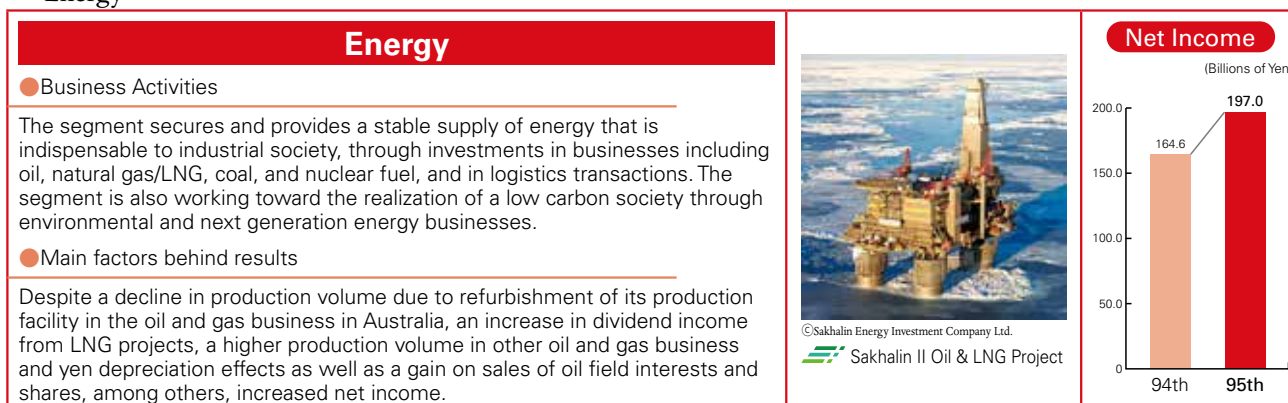 Energy
Energy
●Business Activities
The segment secures and provides a stable supply of energy that is
indispensable to industrial society, through investments in businesses including
oil, natural gas/LNG, coal, and nuclear fuel, and in logistics transactions. The
segment is also working toward the realization of a low carbon society through
environmental and next generation energy businesses.
●Main factors behind results
Despite a decline in production volume due to refurbishment of its production
facility in the oil and gas business in Australia, an increase in dividend income
from LNG projects, a higher production volume in other oil and gas business
and yen depreciation effects as well as a gain on sales of oil field interests and
shares, among others, increased net income.
ⒸSakhalin Energy Investment Company Ltd.
Sakhalin II Oil & LNG Project
Net Income
(Billions of Yen
200.0
197.0
164.6
150.0
100.0
50.0
0
94th
95th